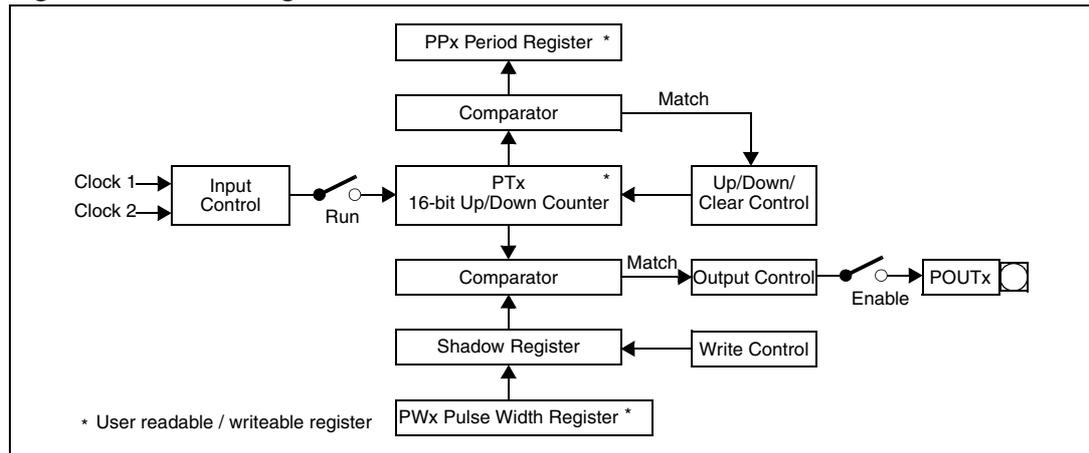 PPx Period Register *
Comparator
Match
Clock 1
Clock 2
Input
Control
Run
PTx *
16-bit Up/Down Counter
Up/Down/
Clear Control
Comparator
Match
Output Control
Enable
POUTx
Shadow Register
Write Control
PWx Pulse Width Register *
* User readable / writeable register